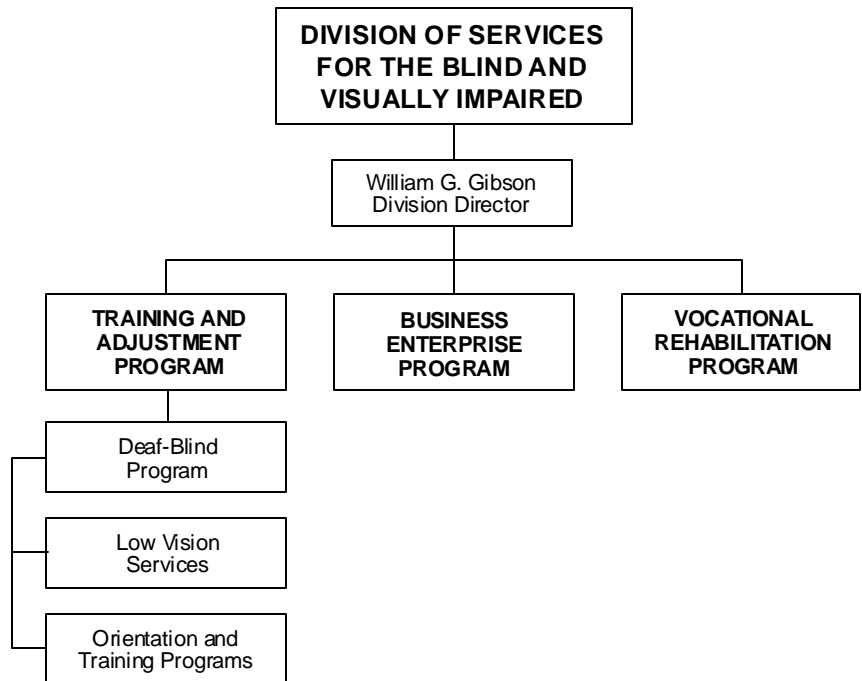 DIVISION OF SERVICES
FOR THE BLIND AND
VISUALLY IMPAIRED
William G. Gibson
Division Director
TRAINING AND
ADJUSTMENT
PROGRAM
BUSINESS
ENTERPRISE
PROGRAM
VOCATIONAL
REHABILITATION
PROGRAM
Deaf-Blind
Program
Low Vision
Services
Orientation and
Training Programs